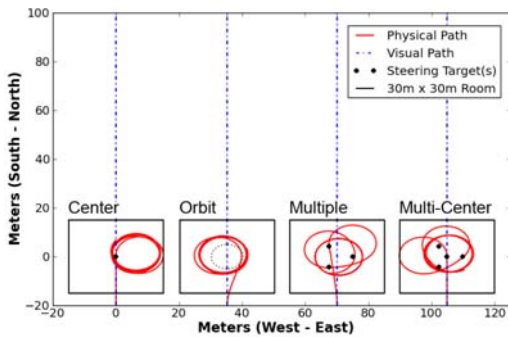 100
80
60
40
20
0
−20
Meters (South - North)
Physical Path
Visual Path
Steering Target(s)
30m x 30m Room
Center
Orbit
Multiple
Multi-Center
−20 0 20 40 60 80 100 120
Meters (West - East)